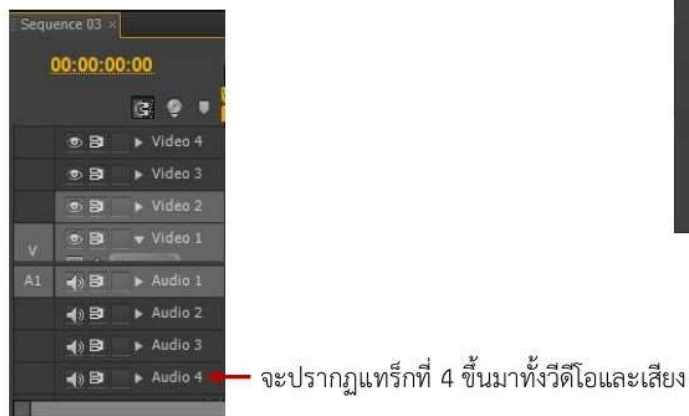 Sequence 03 ×
00:00:00:00
Video 4
Video 3
Video 2
V Video 1
A1 Audio 1
Audio 2
Audio 3
Audio 4 จะปรากฏแทร็กที่ 4 ขึ้นมาทั้งวีดีโอและเสียง